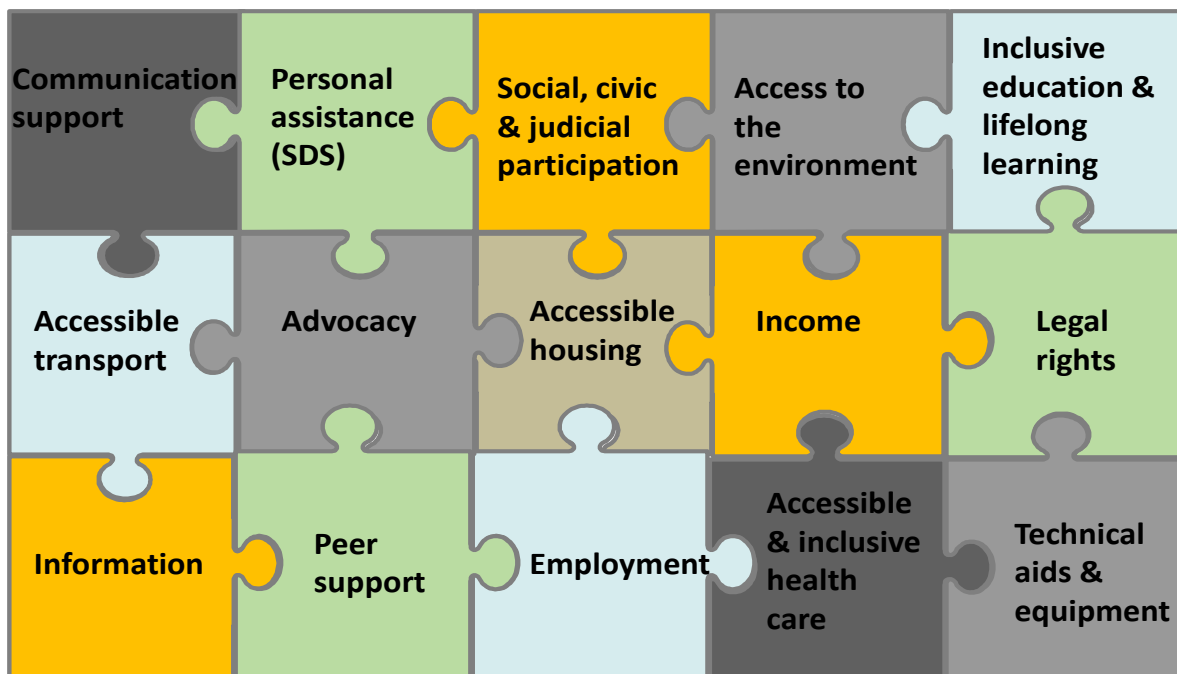 Communication
support
Personal
assistance
(SDS)
Social, civic
& judicial
participation
Access to
the
environment
Inclusive
education &
lifelong
learning
Accessible
transport
Advocacy
Accessible
housing
Income
Legal
rights
Information
Peer
support
Employment
Accessible
& inclusive
health
care
Technical
aids &
equipment